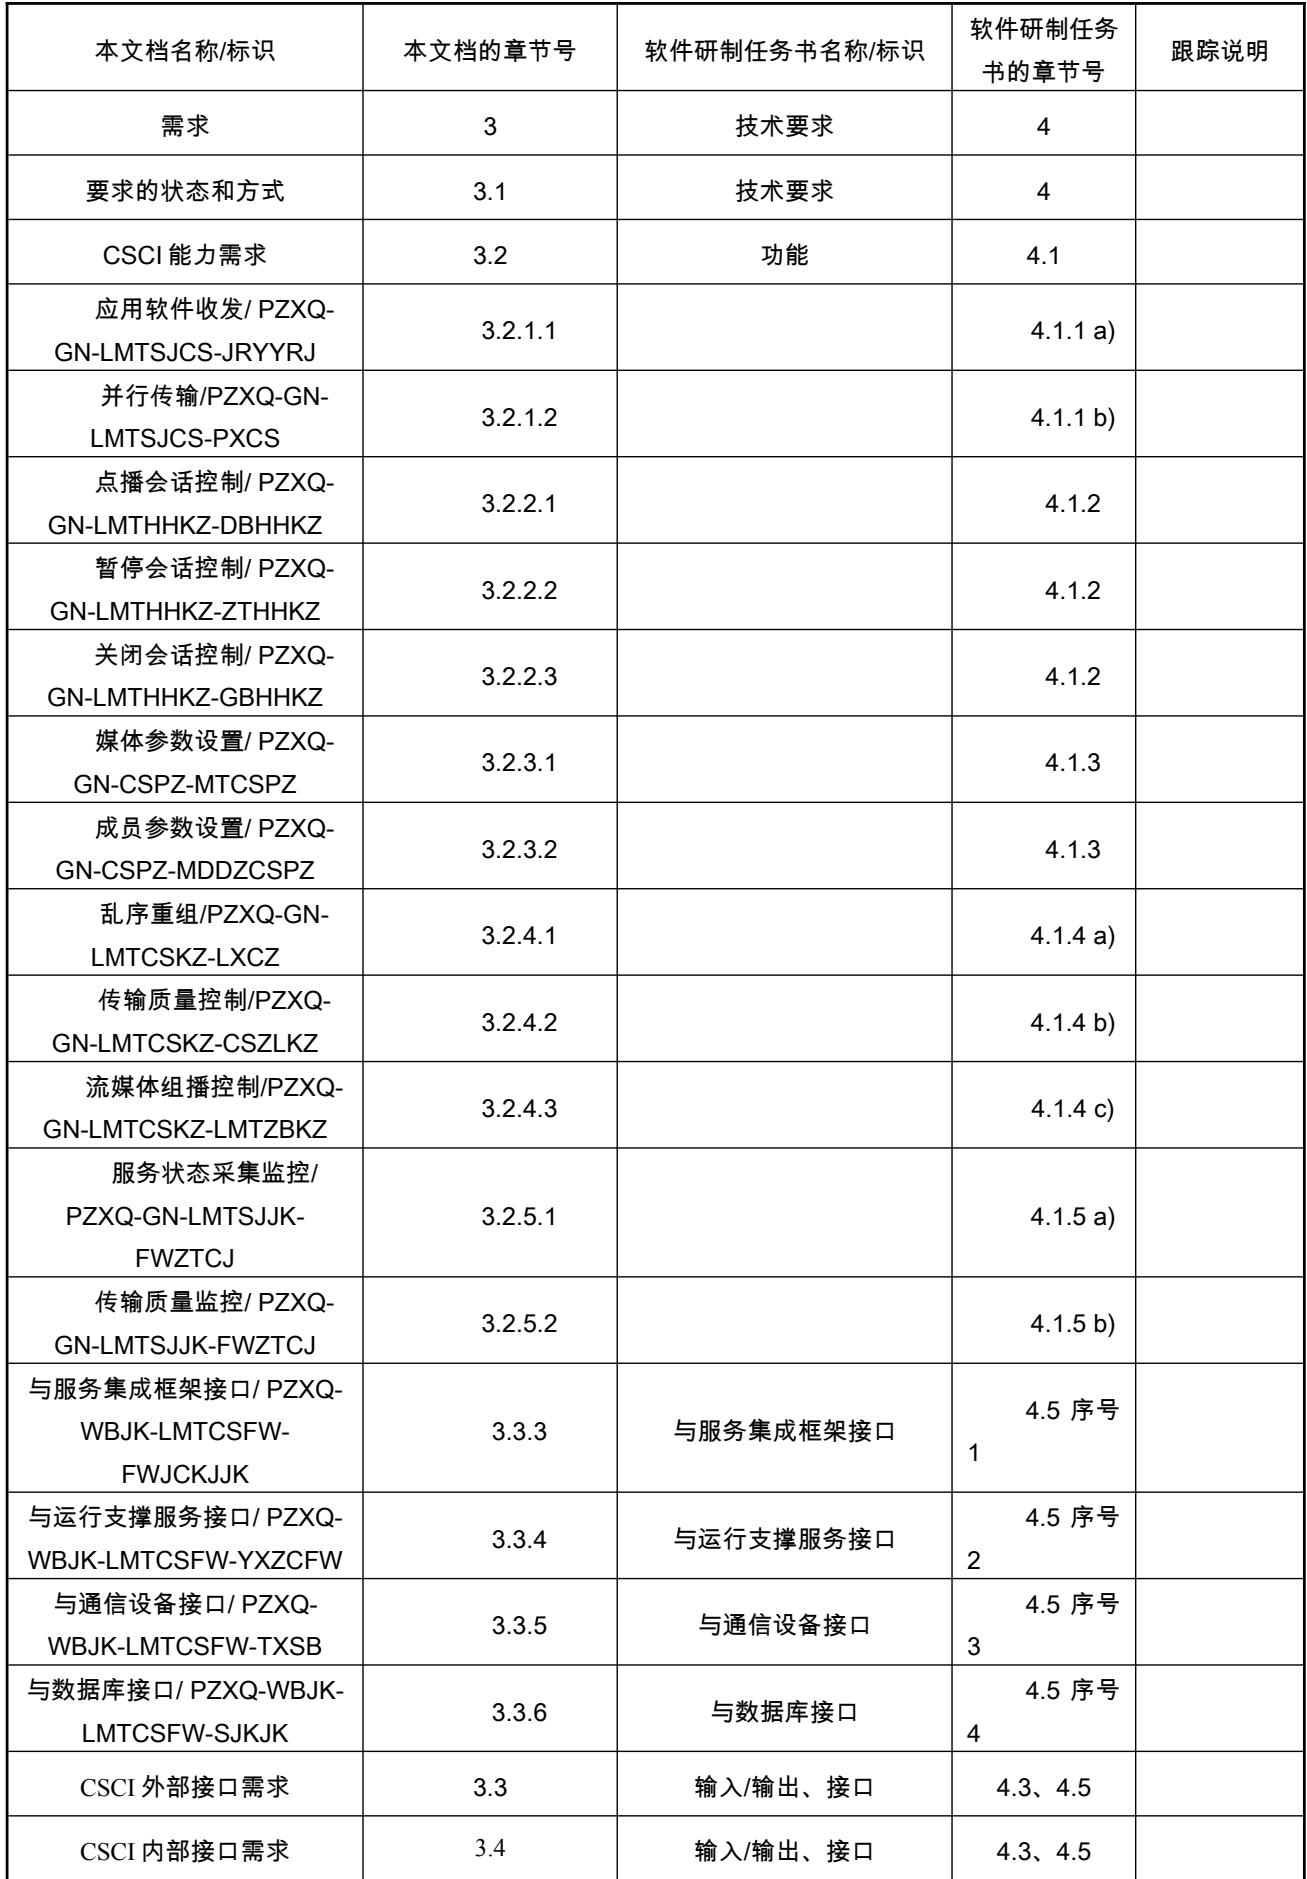 本文档名称/标识
本文档的章节号
软件研制任务书名称/标识
软件研制任务
书的章节号
跟踪说明
需求
3
技术要求
4
要求的状态和方式
3.1
技术要求
4
CSCI 能力需求
3.2
功能
4.1
应用软件收发/ PZXQ-
GN-LMTSJCS-JRYYRJ
3.2.1.1
4.1.1 a)
并行传输/PZXQ-GN-
LMTSJCS-PXCS
3.2.1.2
4.1.1 b)
点播会话控制/ PZXQ-
GN-LMTHHKZ-DBHHKZ
3.2.2.1
4.1.2
暂停会话控制/ PZXQ-
GN-LMTHHKZ-ZTHHKZ
3.2.2.2
4.1.2
关闭会话控制/ PZXQ-
GN-LMTHHKZ-GBHHKZ
3.2.2.3
4.1.2
媒体参数设置/ PZXQ-
GN-CSPZ-MTCSPZ
3.2.3.1
4.1.3
成员参数设置/ PZXQ-
GN-CSPZ-MDDZCSPZ
3.2.3.2
4.1.3
乱序重组/PZXQ-GN-
LMTCSKZ-LXCZ
3.2.4.1
4.1.4 a)
传输质量控制/PZXQ-
GN-LMTCSKZ-CSZLKZ
3.2.4.2
4.1.4 b)
流媒体组播控制/PZXQ-
GN-LMTCSKZ-LMTZBKZ
3.2.4.3
4.1.4 c)
服务状态采集监控/
PZXQ-GN-LMTSJJK-
FWZTCJ
3.2.5.1
4.1.5 a)
传输质量监控/ PZXQ-
GN-LMTSJJK-FWZTCJ
3.2.5.2
4.1.5 b)
与服务集成框架接口/ PZXQ-
WBJK-LMTCSFW-
FWJCKJJK
3.3.3
与服务集成框架接口
4.5 序号
1
与运行支撑服务接口/ PZXQ-
WBJK-LMTCSFW-YXZCFW
3.3.4
与运行支撑服务接口
4.5 序号
2
与通信设备接口/ PZXQ-
WBJK-LMTCSFW-TXSB
3.3.5
与通信设备接口
4.5 序号
3
与数据库接口/ PZXQ-WBJK-
LMTCSFW-SJKJK
3.3.6
与数据库接口
4.5 序号
4
CSCI 外部接口需求
3.3
输入/输出、接口
4.3、4.5
CSCI 内部接口需求
3.4
输入/输出、接口
4.3、4.5